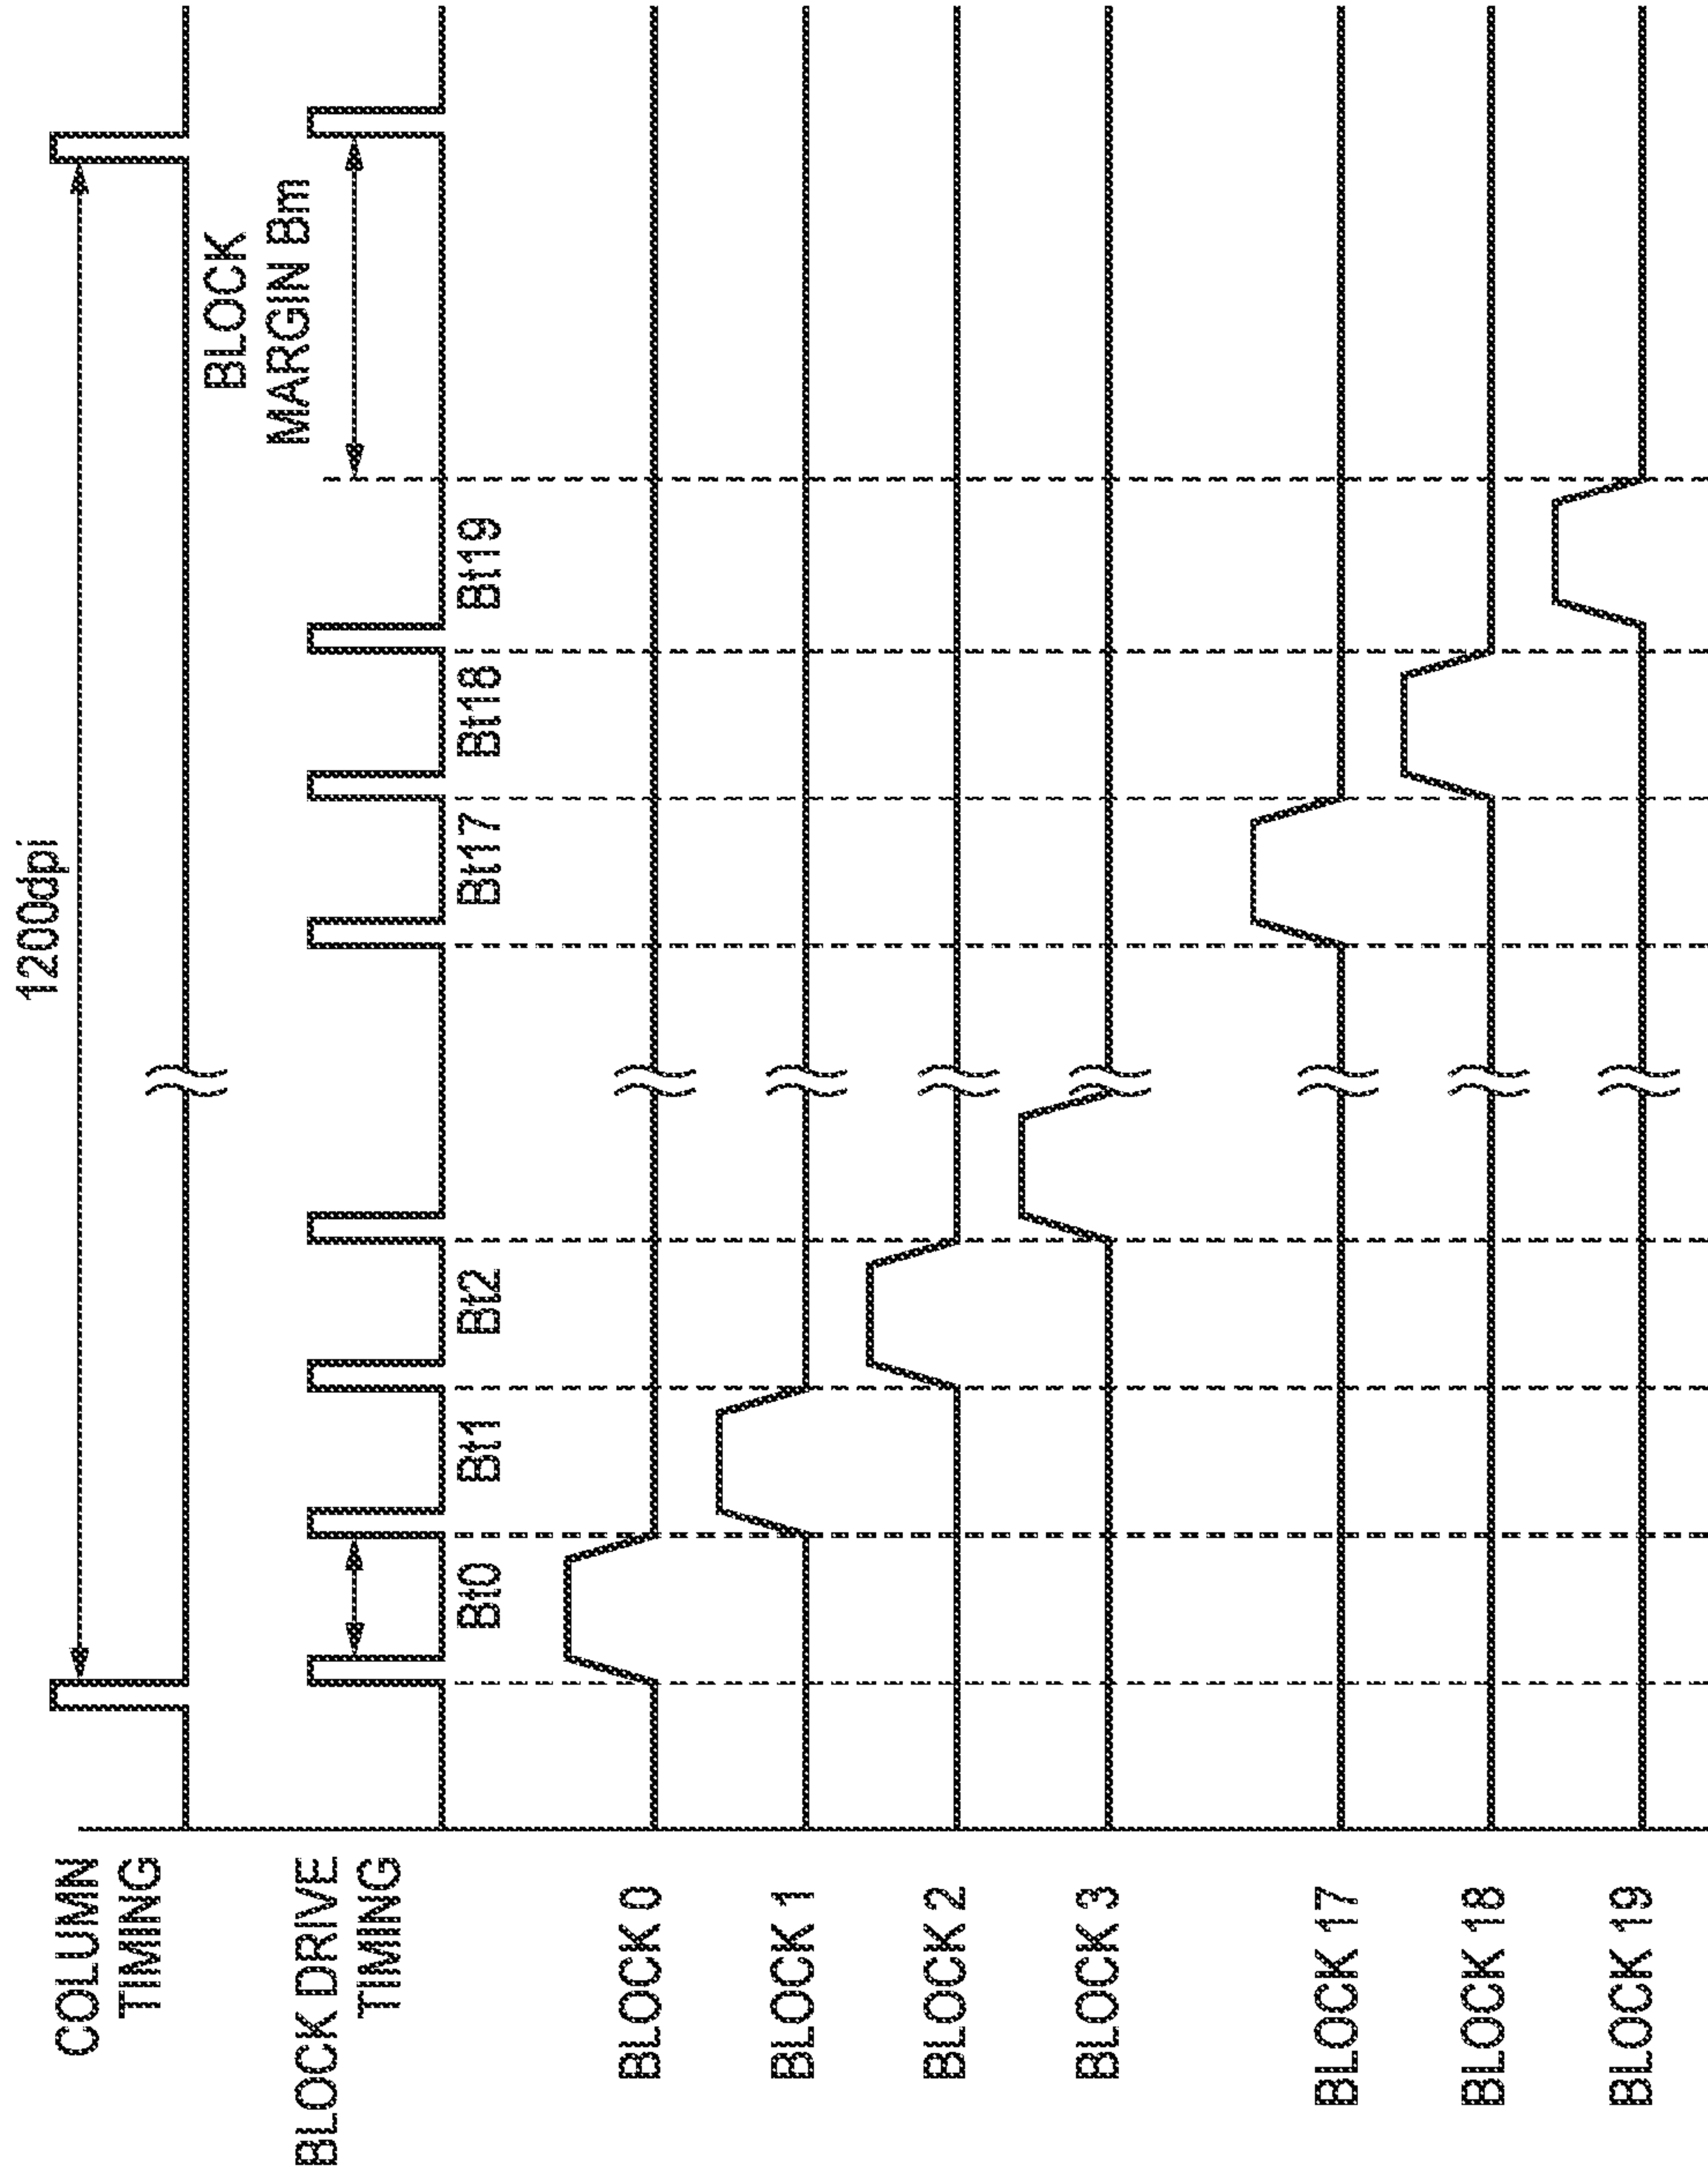 1200dpi
COLUMN
TIMING
BLOCK
MARGIN Bm
BLOCK DRIVE
TIMING
Bt0 Bt1 Bt2 Bt17 Bt18 Bt19
BLOCK 0
BLOCK 1
BLOCK 2
BLOCK 3
BLOCK 17
BLOCK 18
BLOCK 19